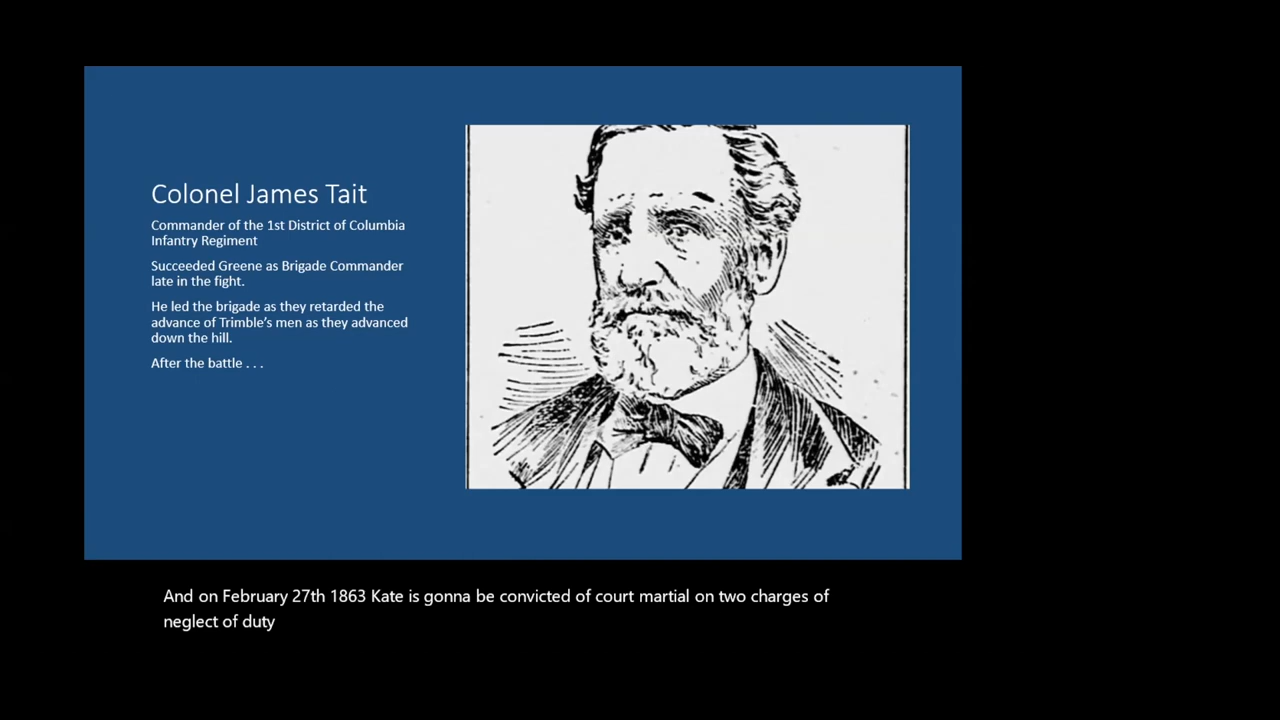 Colonel James Tait
Commander of the 1st District of Columbia
Infantry Regiment
Succeeded Greene as Brigade Commander
late in the fight.
He led the brigade as they retarded the
advance of Trimble's men as they advanced
down the hill.
After the battle . . .
And on February 27th 1863 Kate is gonna be convicted of court martial on two charges of
neglect of duty